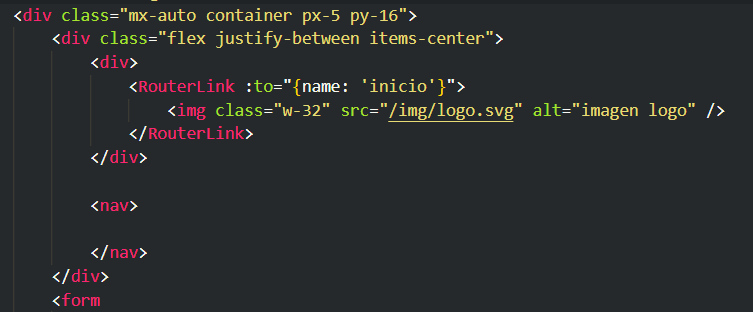 <div class="mx-auto container px-5 py-16">
<div class="flex justify-between items-center">
<div>
<RouterLink :to="{name: 'inicio'}">
<img class="w-32" src="/img/logo.svg" alt="imagen logo" />
</RouterLink>
</div>
<nav>
</nav>
</div>
<form